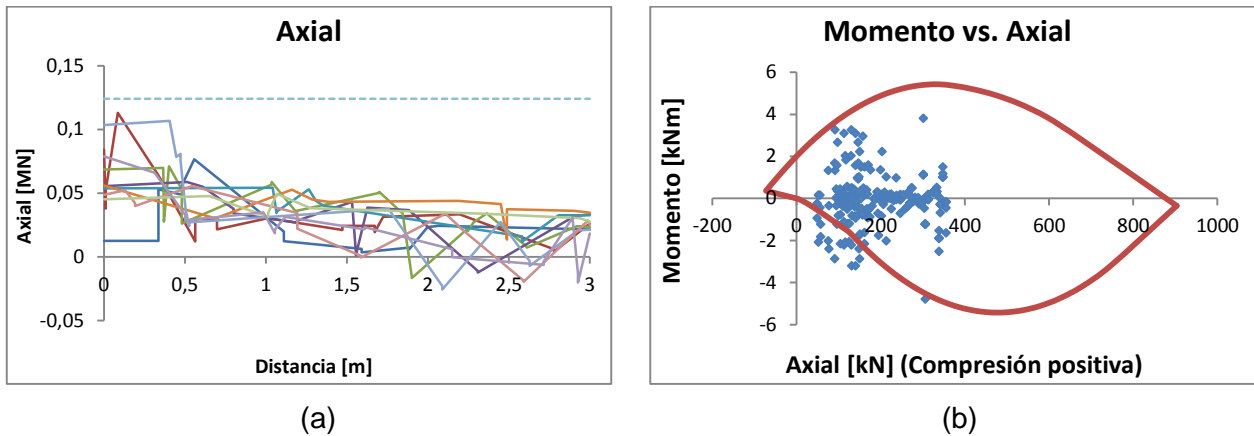 Axial
0,15
0,1
0,05
0
-0,05
0 0,5 1 1,5 2 2,5 3
Axial [MN]
Distancia [m]
(a)
Momento vs. Axial
6
4
2
0
-2
-4
-6
-200 0 200 400 600 800 1000
Momento [kNm]
Axial [kN] (Compresión positiva)
(b)